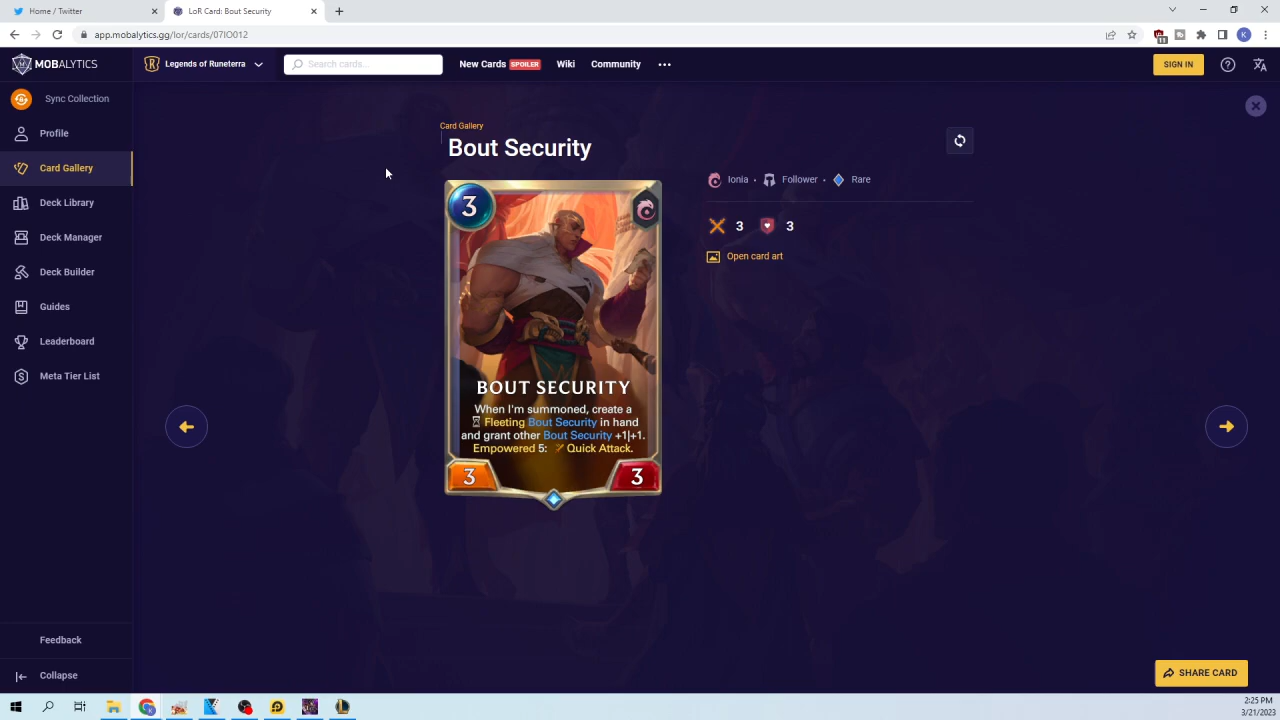 Home / Twitter
LoR Card: Bout Security
app.mobalytics.gg/lor/cards/07IO012
11
K
MOBALYTICS
Legends of Runeterra
Search cards...
New Cards SPOILER
Wiki
Community
SIGN IN
Sync Collection
Profile
Card Gallery
Deck Library
Deck Manager
Deck Builder
Guides
Leaderboard
Meta Tier List
Feedback
Collapse
Card Gallery
Bout Security
3
BOUT SECURITY
When I'm summoned, create a
Fleeting Bout Security in hand
and grant other Bout Security +1|+1.
Empowered 5: Quick Attack.
3
3
Ionia • Follower • Rare
3 3
Open card art
SHARE CARD
2:25 PM
3/21/2023